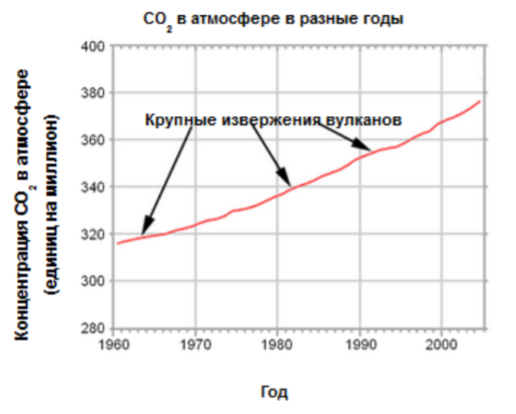 CO2 в атмосфере в разные годы
Концентрация CO2 в атмосфере
(единиц на миллион)
400
380
360
340
320
300
280
Крупные извержения вулканов
1960 1970 1980 1990 2000
Год